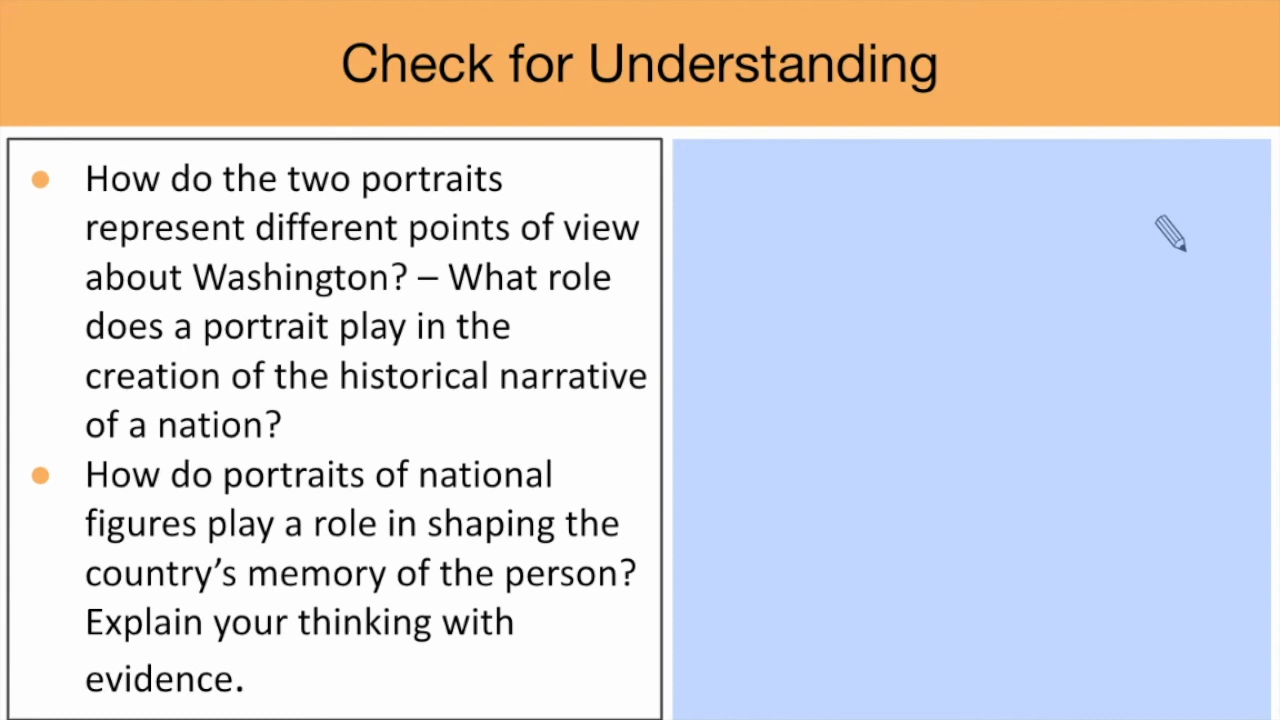 Check for Understanding
How do the two portraits
represent different points of view
about Washington? – What role
does a portrait play in the
creation of the historical narrative
of a nation?
How do portraits of national
figures play a role in shaping the
country’s memory of the person?
Explain your thinking with
evidence.